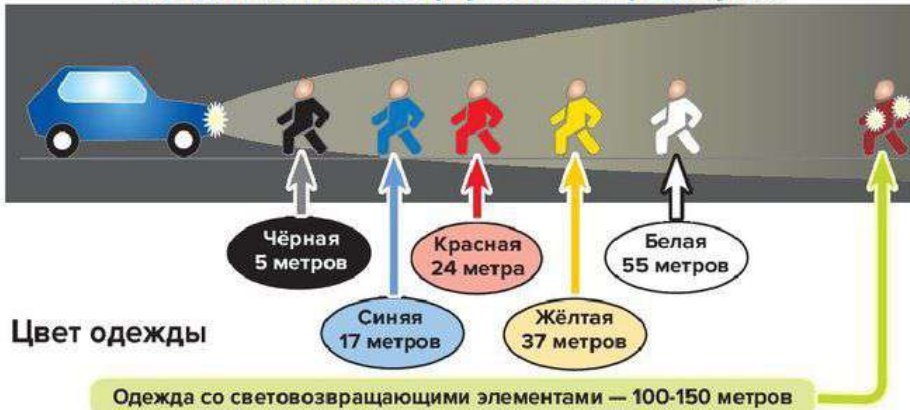 Чёрная
5 метров
Красная
24 метра
Белая
55 метров
Цвет одежды
Синяя
17 метров
Жёлтая
37 метров
Одежда со световозвращающими элементами — 100-150 метров